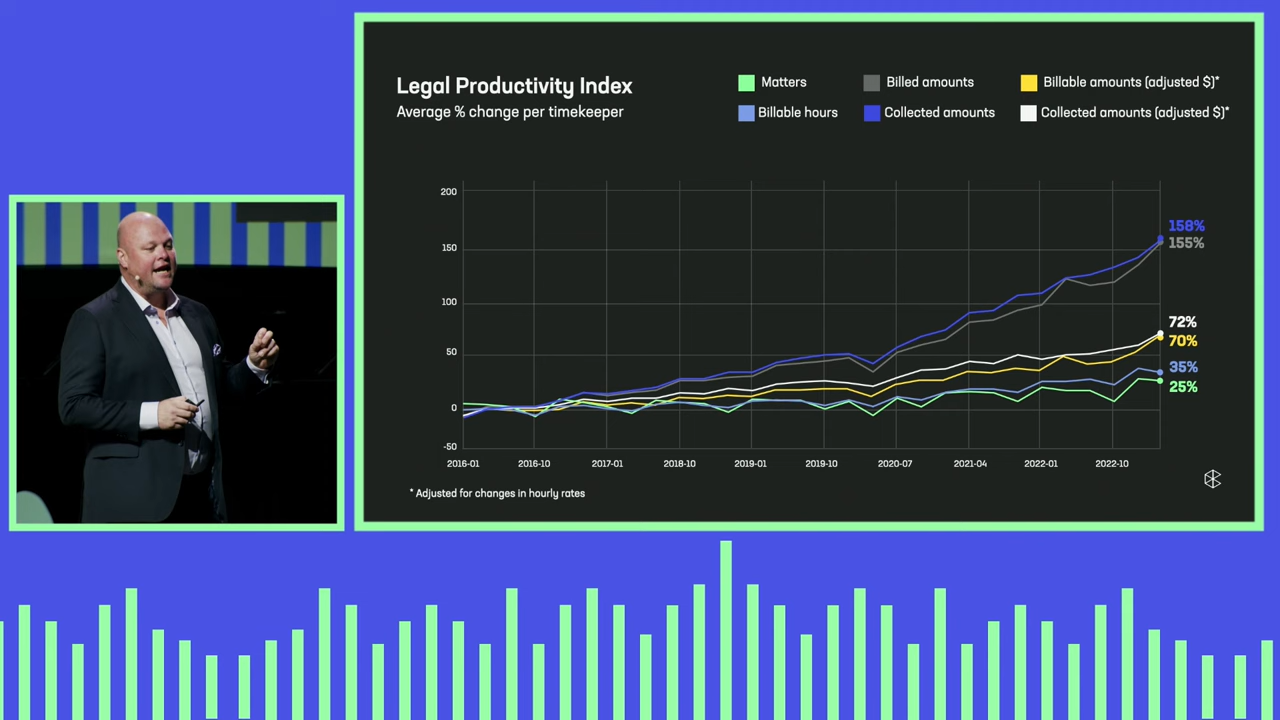 Legal Productivity Index
Average % change per timekeeper
Matters
Billed amounts
Billable amounts (adjusted $)*
Billable hours
Collected amounts
Collected amounts (adjusted $)*
200
150
100
50
0
-50
158%
155%
72%
70%
35%
25%
2016-01
2016-10
2017-01
2018-10
2019-01
2019-10
2020-07
2021-04
2022-01
2022-10
* Adjusted for changes in hourly rates